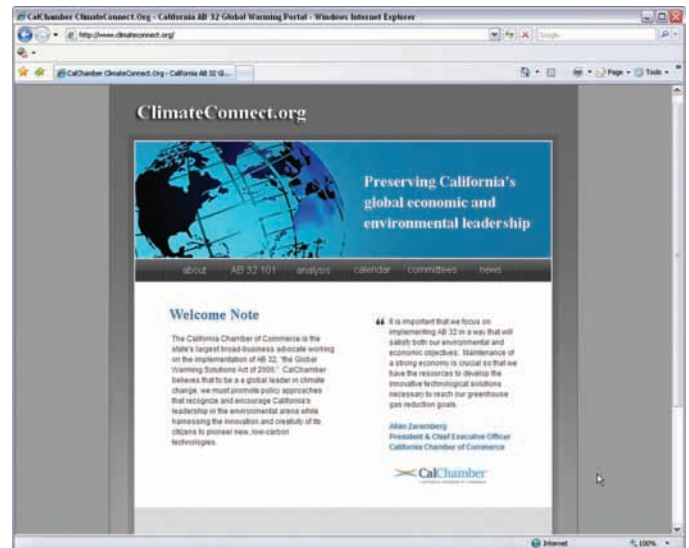 CalChamber ClimateConnect.Org - California AB 32 Global Warming Portal - Windows Internet Explorer
http://www.climateconnect.org/
Google
CalChamber ClimateConnect.Org - California AB 32 G...
Page
Tools
ClimateConnect.org
Preserving California's
global economic and
environmental leadership
about AB 32 101 analysis calendar committees news
Welcome Note
The California Chamber of Commerce is the
state's largest broad-business advocate working
on the implementation of AB 32, "the Global
Warming Solutions Act of 2006." CalChamber
believes that to be a a global leader in climate
change, we must promote policy approaches
that recognize and encourage California's
leadership in the environmental arena while
harnessing the innovation and creativity of its
citizens to pioneer new, low-carbon
technologies.
“ It is important that we focus on
implementing AB 32 in a way that will
satisfy both our environmental and
economic objectives. Maintenance of
a strong economy is crucial so that we
have the resources to develop the
innovative technological solutions
necessary to reach our greenhouse
gas reduction goals.
Allan Zaremberg
President & Chief Executive Officer
California Chamber of Commerce
CalChamber
Internet
100%